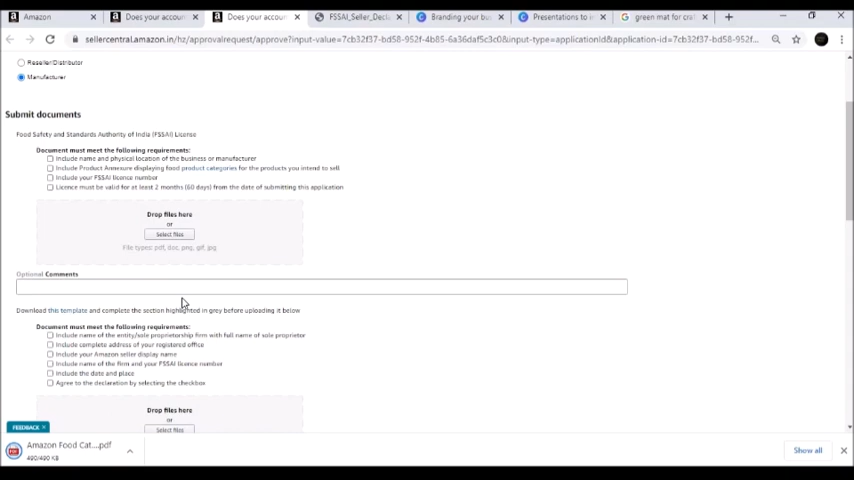 Amazon
Does your accoun
Does your accoun
FSSAI_Seller_Decla
Branding your bu
Presentations to i
green mat for cra
sellercentral.amazon.in/hz/approvalrequest/approve?input-value=7cb32f37-bd58-952f-4b85-6a36daf5c3c0&input-type=applicationId&application-id=7cb32f37-bd58-952f...
Reseller/Distributor
Manufacturer
Submit documents
Food Safety and Standards Authority of India (FSSAI) License
Document must meet the following requirements:
Include name and physical location of the business or manufacturer
Include Product Annexure displaying food product categories for the products you intend to sell
Include your FSSAI licence number
Licence must be valid for at least 2 months (60 days) from the date of submitting this application
Drop files here
or
Select files
File types: pdf, doc, png, gif, jpg
Optional Comments
Download this template and complete the section highlighted in grey before uploading it below
Document must meet the following requirements:
Include name of the entity/sole proprietorship firm with full name of sole proprietor
Include complete address of your registered office
Include your Amazon seller display name
Include name of the firm and your FSSAI licence number
Include the date and place
Agree to the declaration by selecting the checkbox
Drop files here
or
Select files
FEEDBACK
Amazon Food Cat....pdf
490/490 KB
Show all